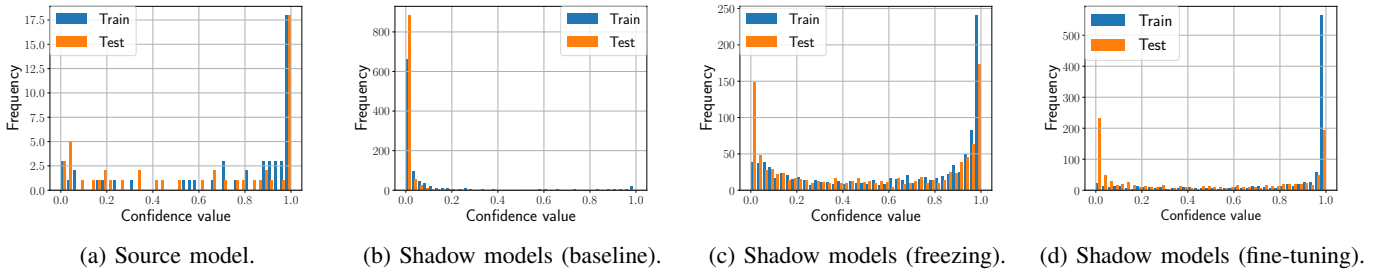 Train
Test
17.5
15.0
12.5
10.0
7.5
5.0
2.5
0.0
Frequency
0.0 0.2 0.4 0.6 0.8 1.0
Confidence value
(a) Source model.
Train
Test
800
600
400
200
0
Frequency
0.0 0.2 0.4 0.6 0.8 1.0
Confidence value
(b) Shadow models (baseline).
Train
Test
250
200
150
100
50
0
Frequency
0.0 0.2 0.4 0.6 0.8 1.0
Confidence value
(c) Shadow models (freezing).
Train
Test
500
400
300
200
100
0
Frequency
0.0 0.2 0.4 0.6 0.8 1.0
Confidence value
(d) Shadow models (fine-tuning).